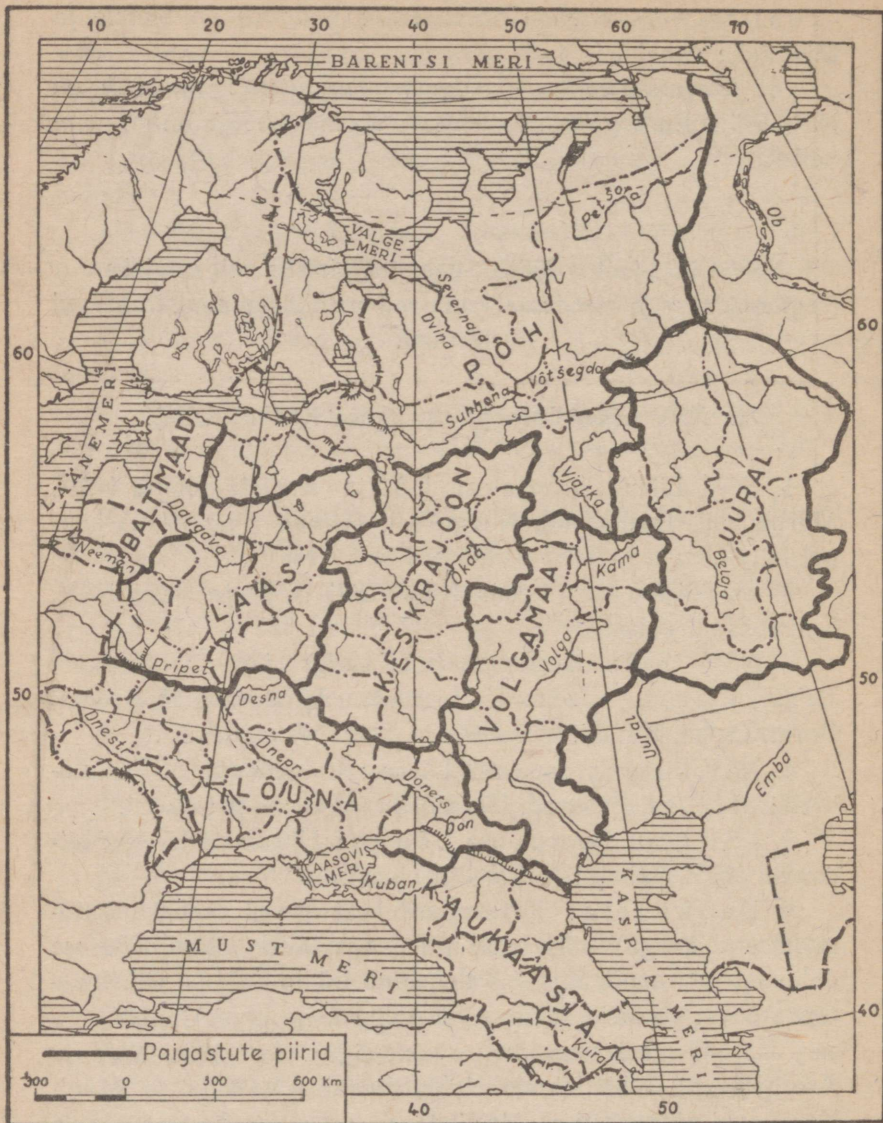 10 20 30 40 50 60 70
BARENTSI MERI
Petšora
Ob
VALGE MERI
Severnaja Dvina
PÕH
60
60
Võtšegda
Suhhona
LÄÄNEMERI
BALTIMAAD
Vjatka
UURAL
Daugava
KESKRAJOON
Neemen
Okaa
Kama
Belaja
LÄÄS
VOLGAMAA
Volga
Pripet
50
50
Desna
Dnestr
Dnepr
Uural
Emba
LÕUNA
Donets
Don
AASOVI MERI
Kuban
KAUKAASIA
KASPIA MERI
MUST MERI
40
Kura
Paigastute piirid
300 0 300 600 km
40 50